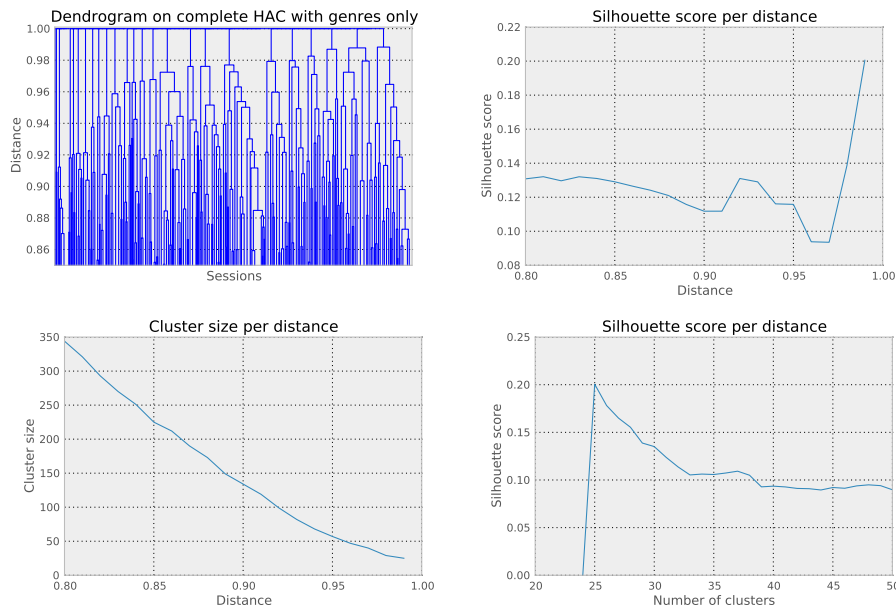 Dendrogram on complete HAC with genres only
1.00
0.98
0.96
0.94
0.92
0.90
0.88
0.86
Distance
Sessions
Silhouette score per distance
0.22
0.20
0.18
0.16
0.14
0.12
0.10
0.08
Silhouette score
0.80 0.85 0.90 0.95 1.00
Distance
Cluster size per distance
350
300
250
200
150
100
50
0
Cluster size
0.80 0.85 0.90 0.95 1.00
Distance
Silhouette score per distance
0.25
0.20
0.15
0.10
0.05
0.00
Silhouette score
20 25 30 35 40 45 50
Number of clusters